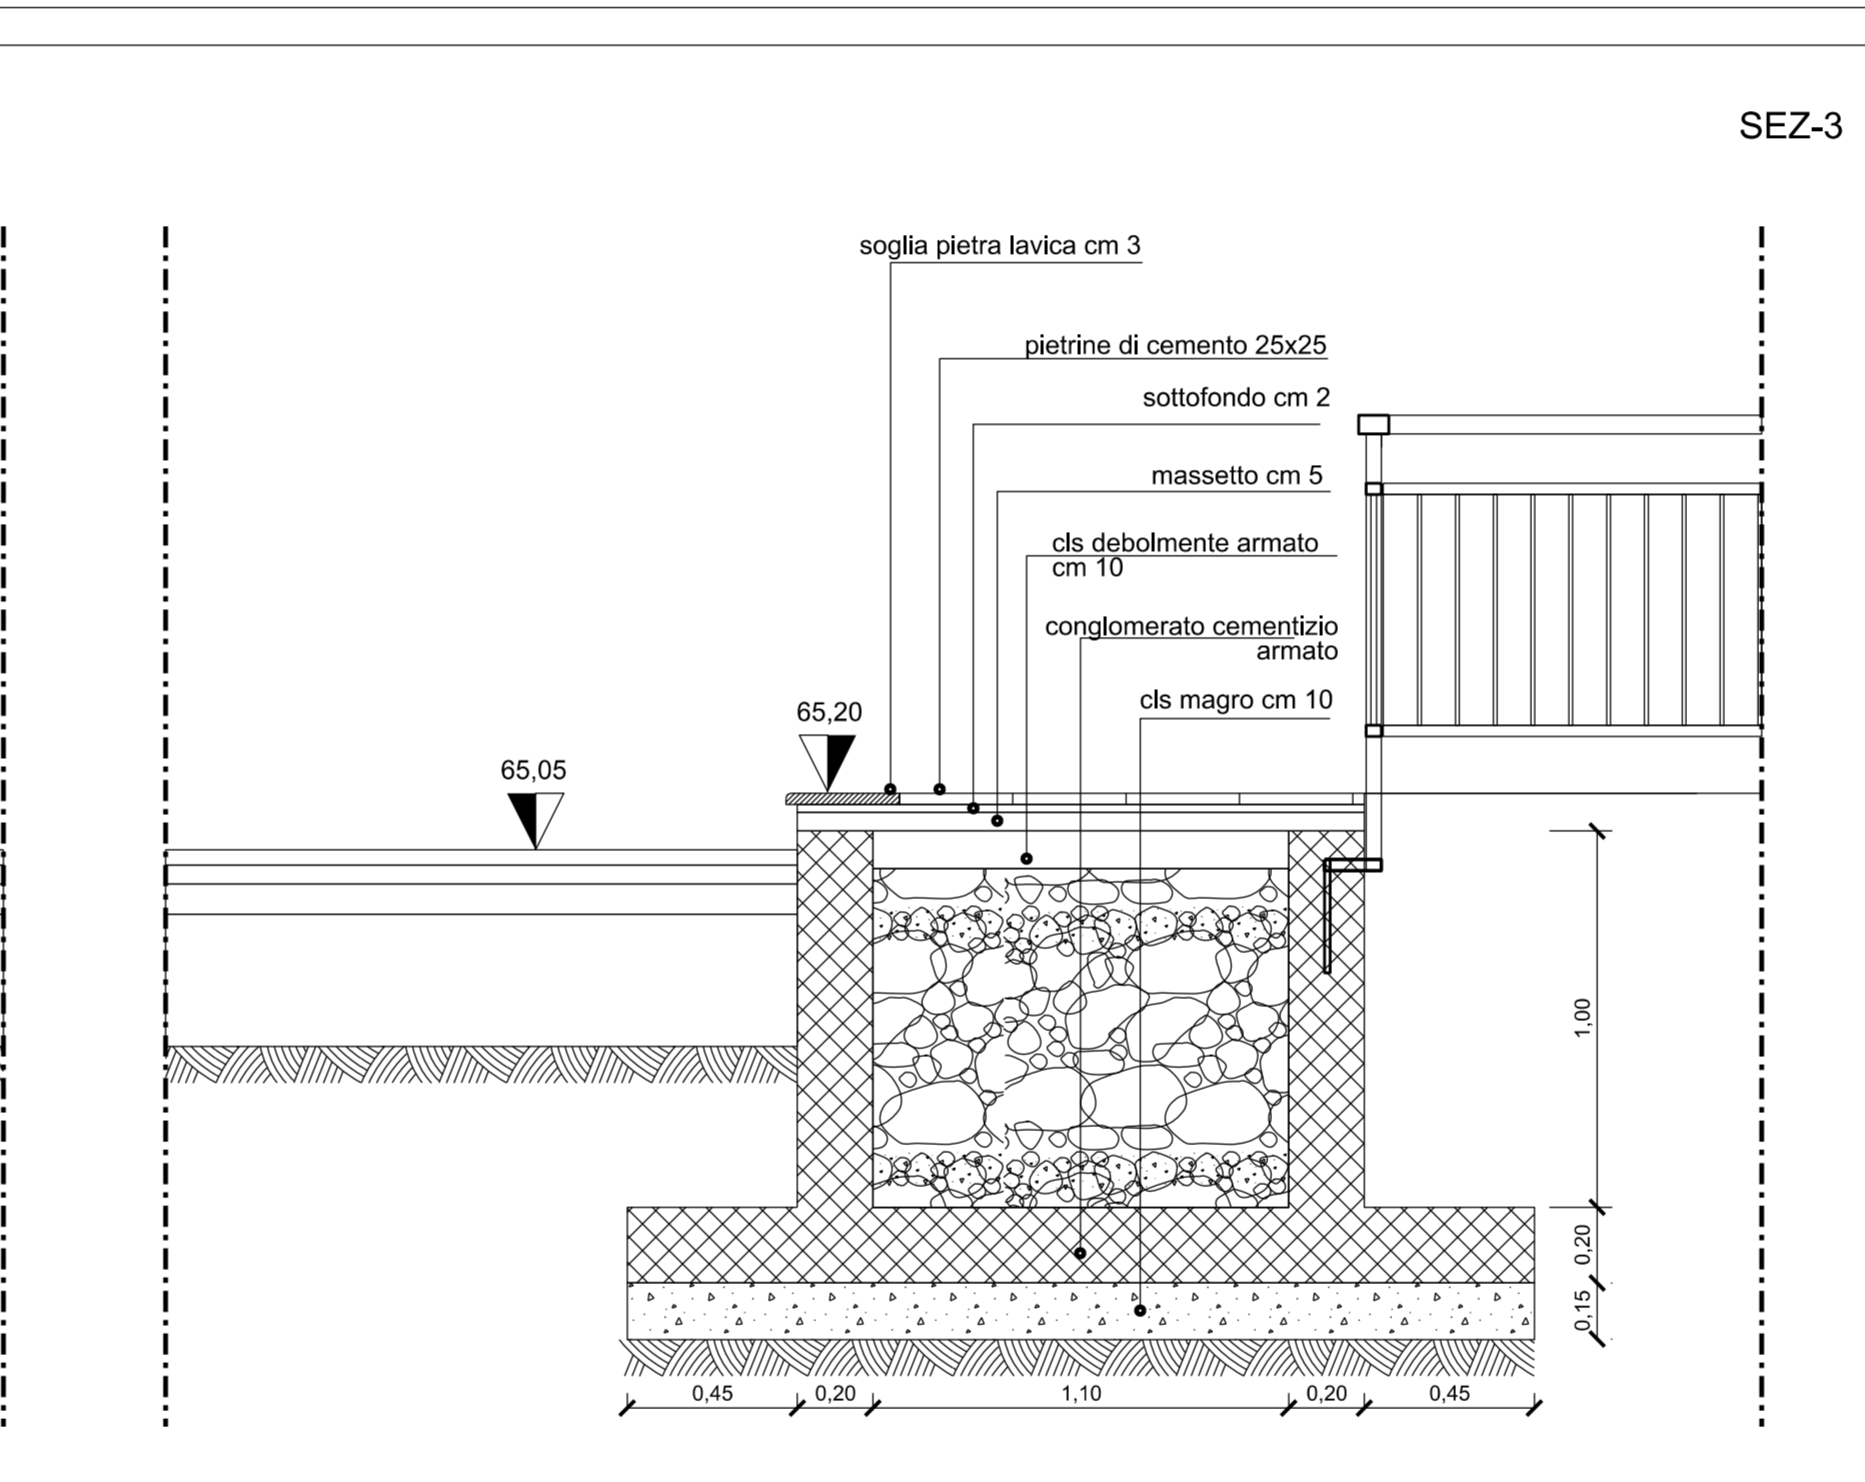 SEZ-3
soglia pietra lavica cm 3
pietrine di cemento 25x25
sottofondo cm 2
massetto cm 5
cls debolmente armato
cm 10
conglomerato cementizio
armato
cls magro cm 10
65,20
65,05
1,00
0,20
0,15
0,45
0,20
1,10
0,20
0,45